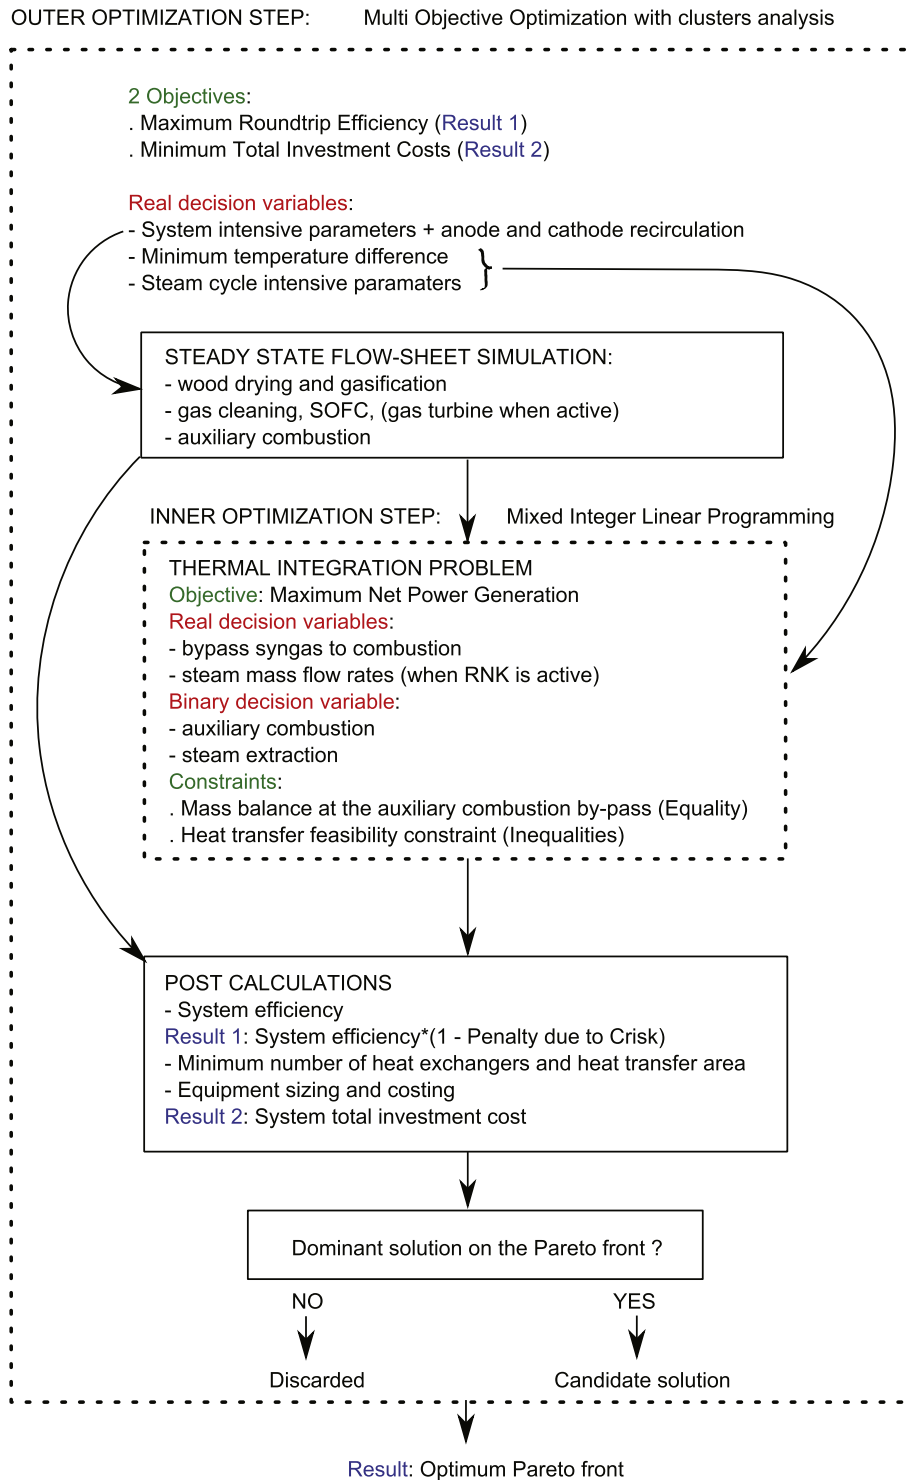 OUTER OPTIMIZATION STEP: Multi Objective Optimization with clusters analysis
2 Objectives:
. Maximum Roundtrip Efficiency (Result 1)
. Minimum Total Investment Costs (Result 2)
Real decision variables:
- System intensive parameters + anode and cathode recirculation
- Minimum temperature difference
- Steam cycle intensive paramaters
}
STEADY STATE FLOW-SHEET SIMULATION:
- wood drying and gasification
- gas cleaning, SOFC, (gas turbine when active)
- auxiliary combustion
INNER OPTIMIZATION STEP: Mixed Integer Linear Programming
THERMAL INTEGRATION PROBLEM
Objective: Maximum Net Power Generation
Real decision variables:
- bypass syngas to combustion
- steam mass flow rates (when RNK is active)
Binary decision variable:
- auxiliary combustion
- steam extraction
Constraints:
. Mass balance at the auxiliary combustion by-pass (Equality)
. Heat transfer feasibility constraint (Inequalities)
POST CALCULATIONS
- System efficiency
Result 1: System efficiency*(1 - Penalty due to Crisk)
- Minimum number of heat exchangers and heat transfer area
- Equipment sizing and costing
Result 2: System total investment cost
Dominant solution on the Pareto front ?
NO YES
Discarded Candidate solution
Result: Optimum Pareto front